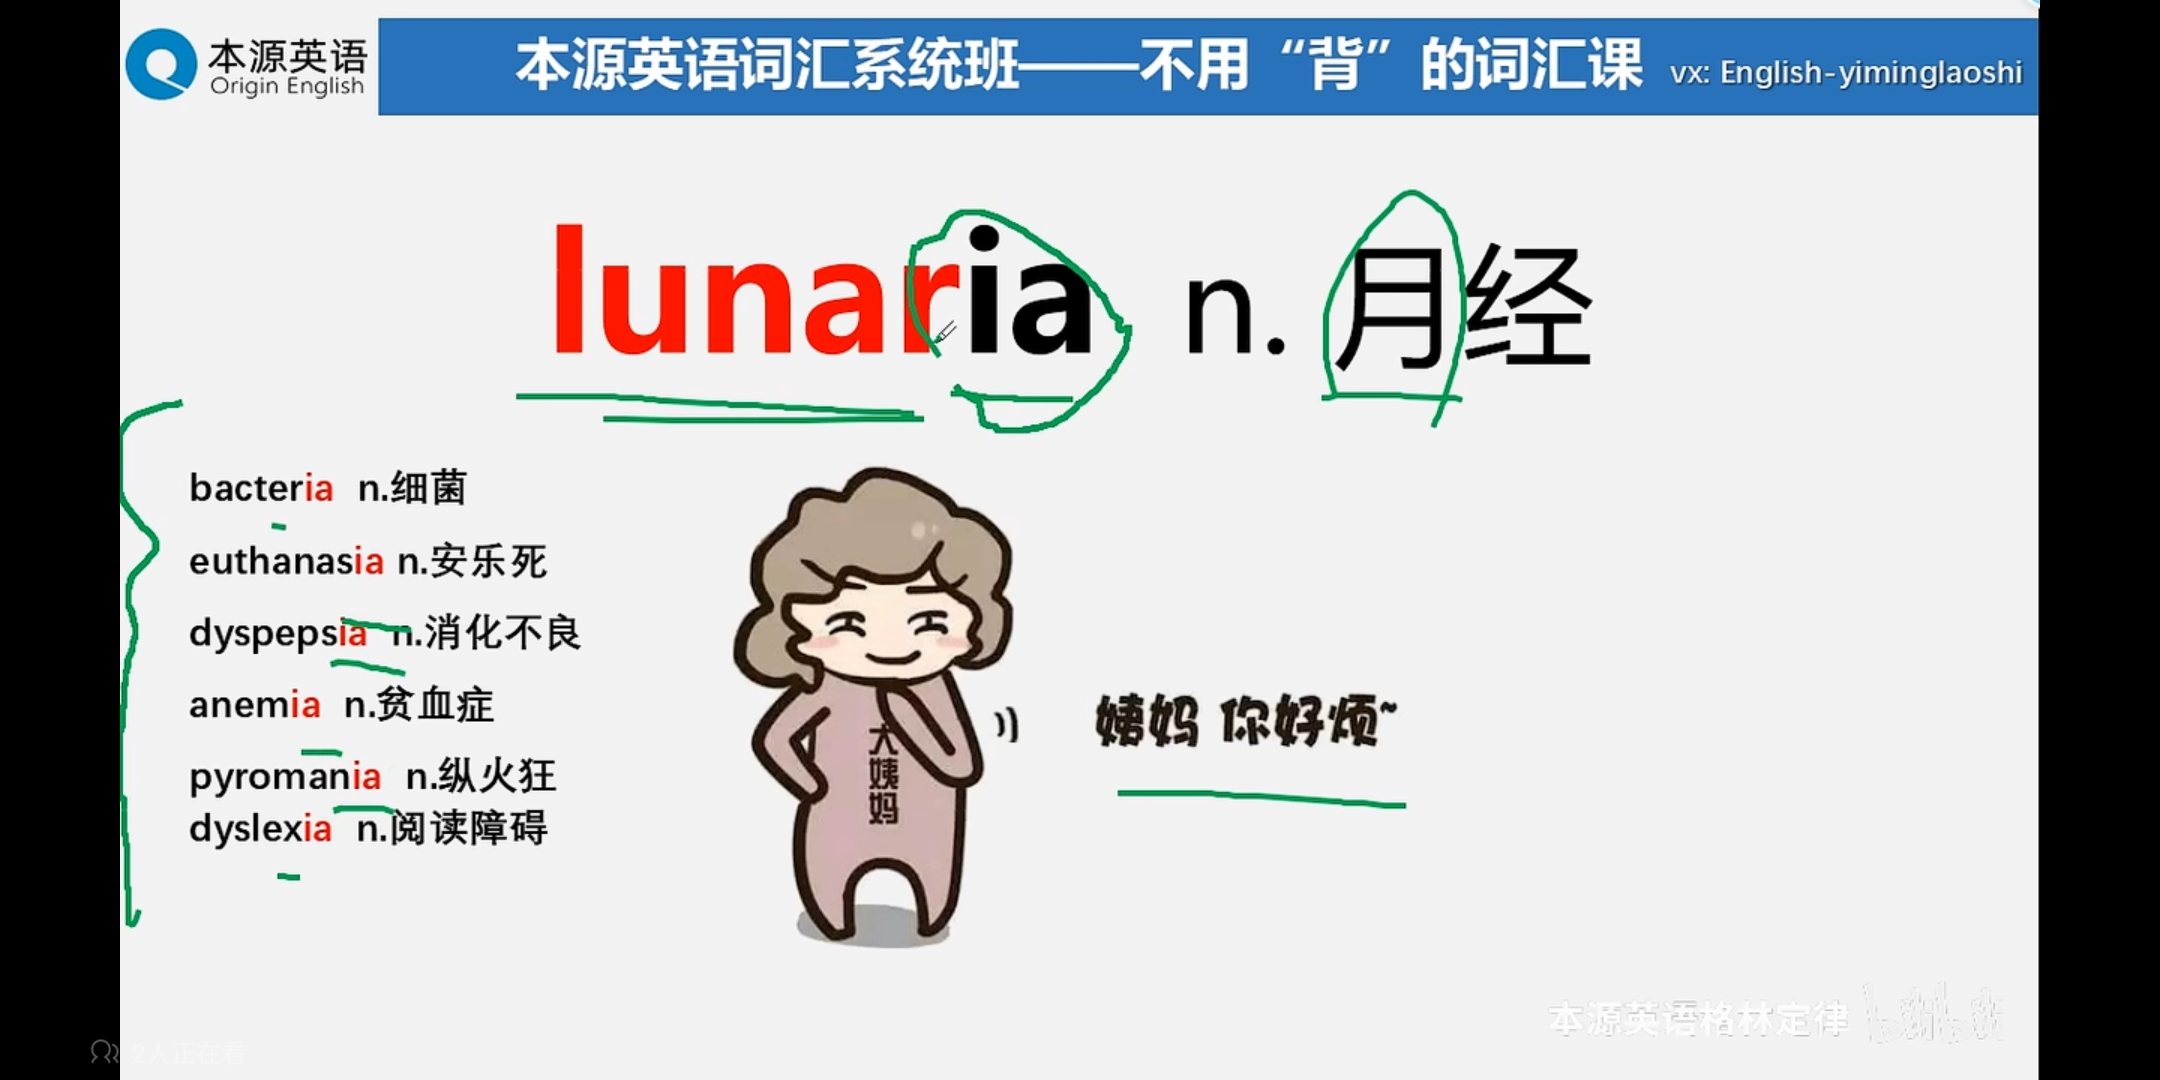 本源英语
Origin English
本源英语词汇系统班——不用“背”的词汇课 vx: English-yiminglaoshi
lunaria n. 月经
bacteria n.细菌
euthanasia n.安乐死
dyspepsia n.消化不良
anemia n.贫血症
pyromania n.纵火狂
dyslexia n.阅读障碍
大姨妈
姨妈 你好烦~
本源英语格林定律 bilibili
2人正在看